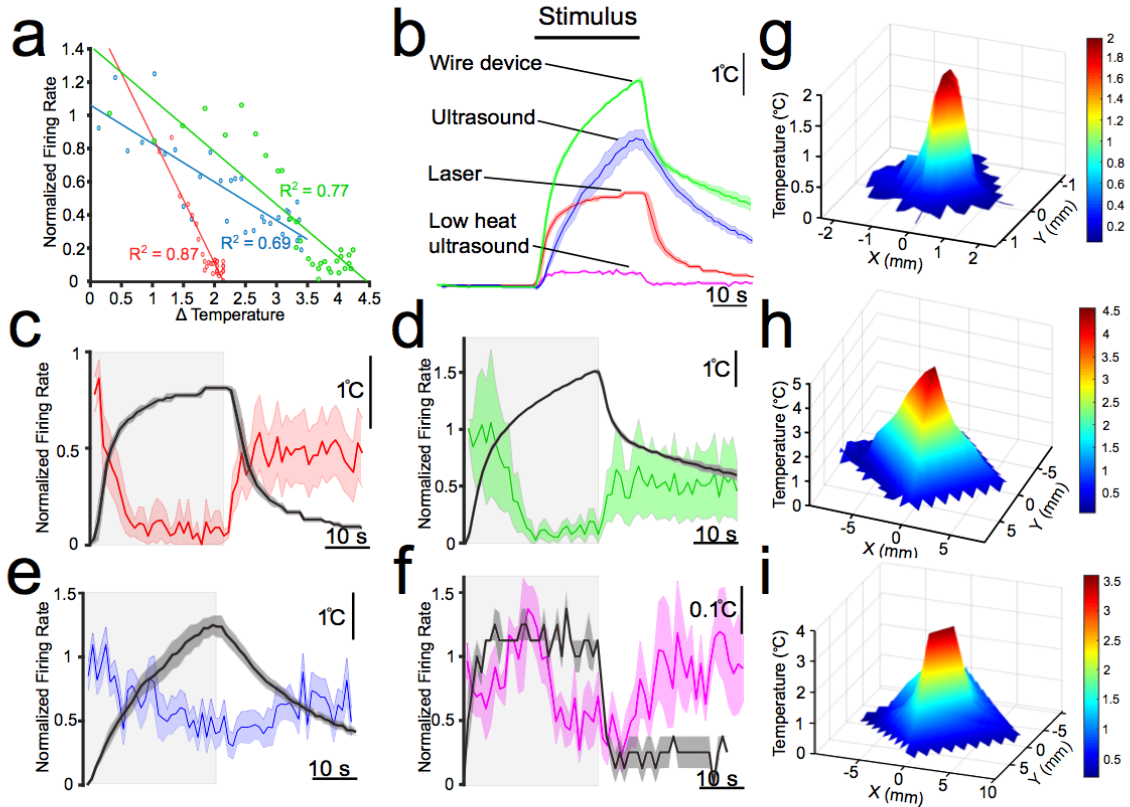 a
Normalized Firing Rate
1.4
1.2
1.0
0.8
0.6
0.4
0.2
0
0 0.5 1 1.5 2 2.5 3 3.5 4 4.5
Δ Temperature
R² = 0.77
R² = 0.69
R² = 0.87
b
Stimulus
Wire device
Ultrasound
Laser
Low heat
ultrasound
1°C
10 s
g
Temperature (°C)
2
1.5
1
0.5
0
-2 -1 0 1 2
X (mm)
-1
0
1
Y (mm)
2
1.8
1.6
1.4
1.2
1
0.8
0.6
0.4
0.2
c
Normalized Firing Rate
1
0.5
0
1°C
10 s
d
Normalized Firing Rate
1.5
1
0.5
0
1°C
10 s
h
Temperature (°C)
5
4
3
2
1
0
-5 0 5
X (mm)
-5
0
5
Y (mm)
4.5
4
3.5
3
2.5
2
1.5
1
0.5
e
Normalized Firing Rate
1.5
1
0.5
0
1°C
10 s
f
Normalized Firing Rate
1.5
1
0.5
0
0.1°C
10 s
i
Temperature (°C)
4
3
2
1
0
-5 0 5 10
X (mm)
-5
0
5
Y (mm)
3.5
3
2.5
2
1.5
1
0.5